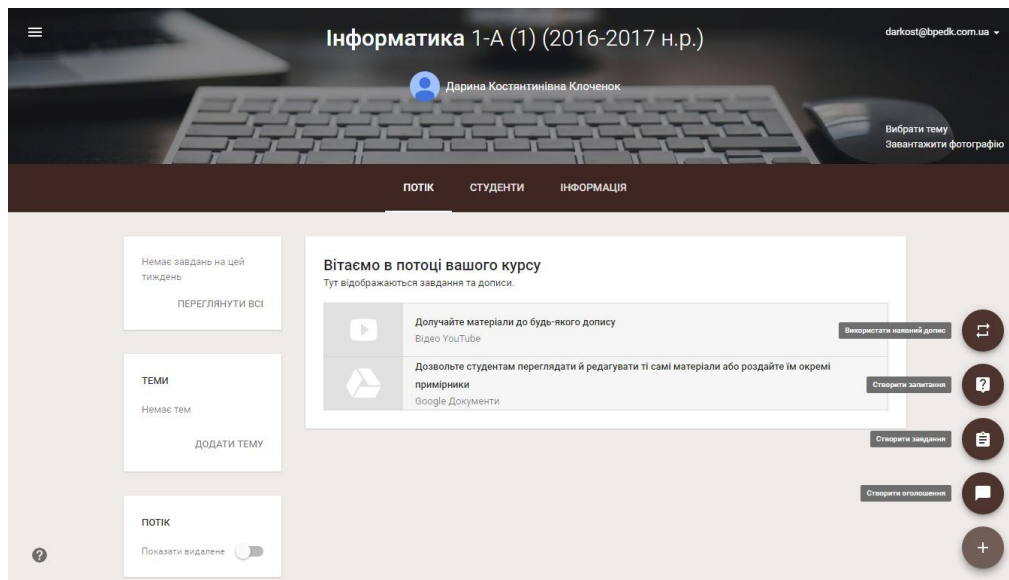 Інформатика 1-А (1) (2016-2017 н.р.)
darkost@bpedk.com.ua
Дарина Костянтинівна Клоченок
Вибрати тему
Завантажити фотографію
ПОТІК СТУДЕНТИ ІНФОРМАЦІЯ
Немає завдань на цей
тиждень
ПЕРЕГЛЯНУТИ ВСІ
ТЕМИ
Немає тем
ДОДАТИ ТЕМУ
ПОТІК
Показати видалене
Вітаємо в потоці вашого курсу
Тут відображаються завдання та дописи.
Долучайте матеріали до будь-якого допису
Відео YouTube
Дозвольте студентам переглядати й редагувати ті самі матеріали або роздайте їм окремі
примірники
Google Документи
Використати наявний допис
Створити запитання
Створити завдання
Створити оголошення